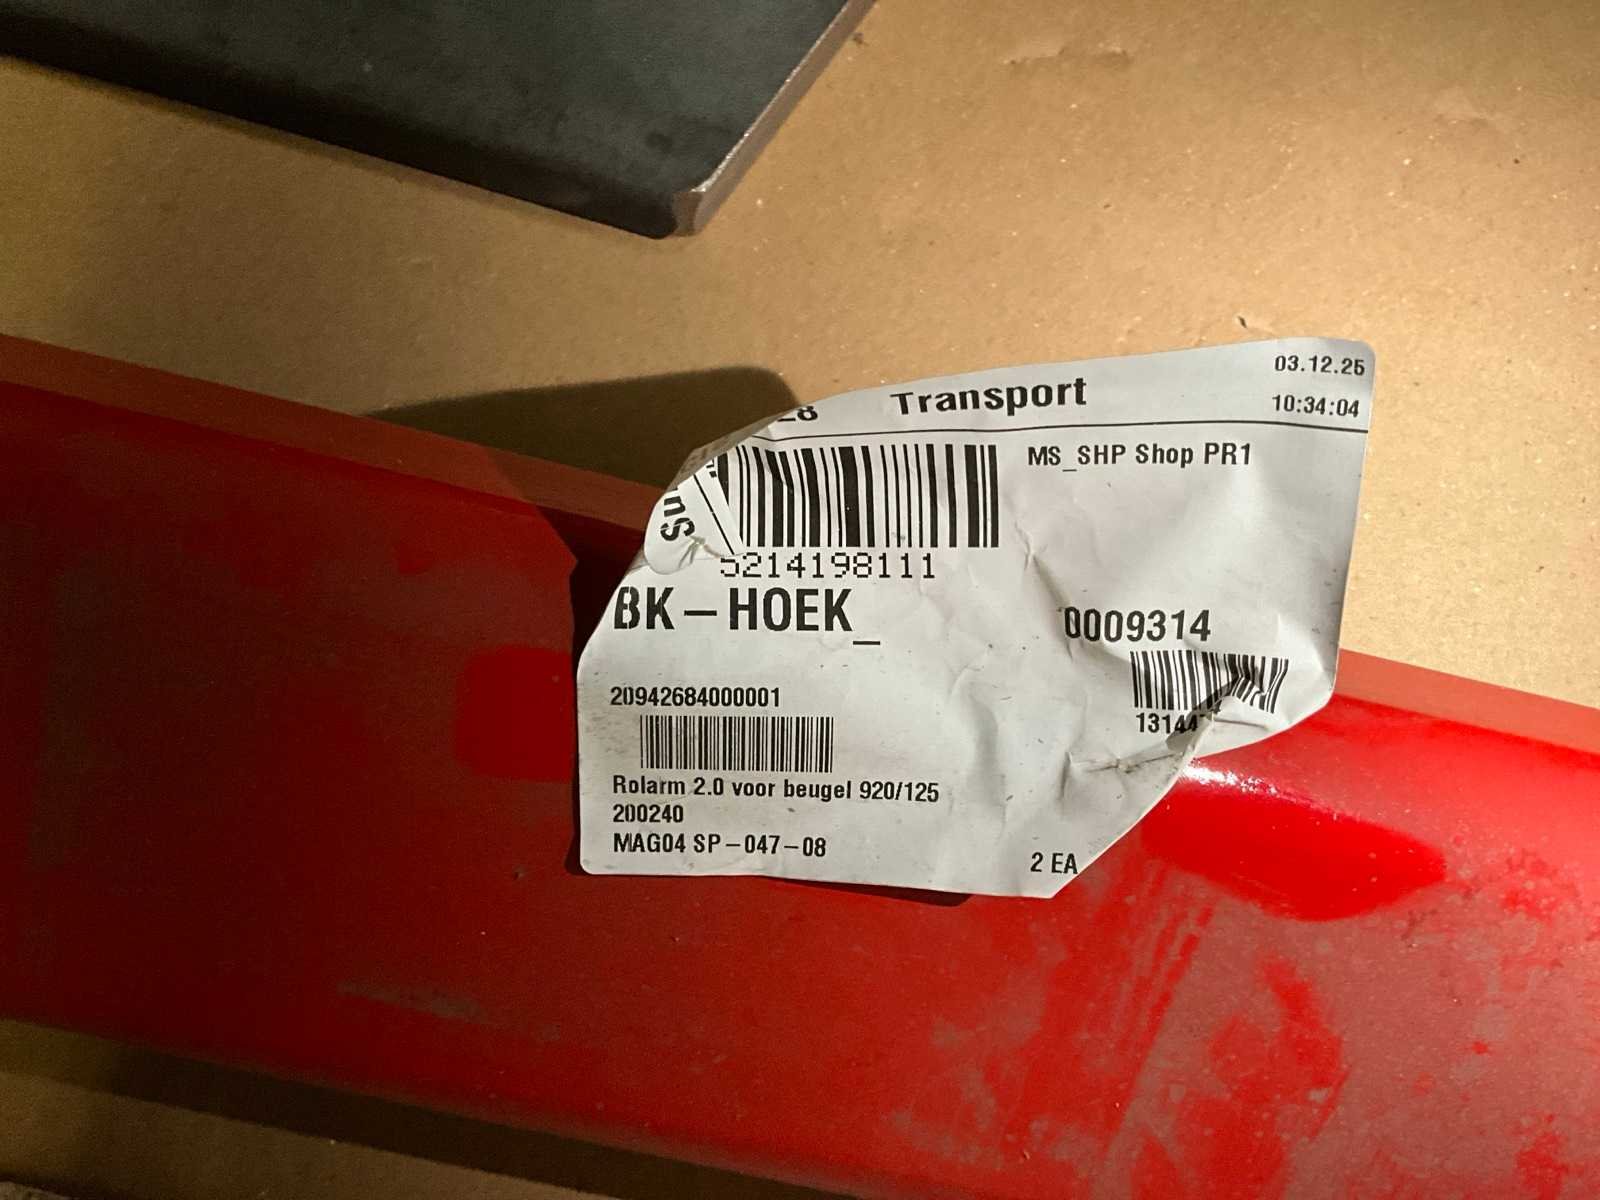 Transport
03.12.25
10:34:04
MS_SHP Shop PR1
5214198111
BK-HOEK_
0009314
20942684000001
Rolarm 2.0 voor beugel 920/125
200240
MAG04 SP-047-08
2 EA